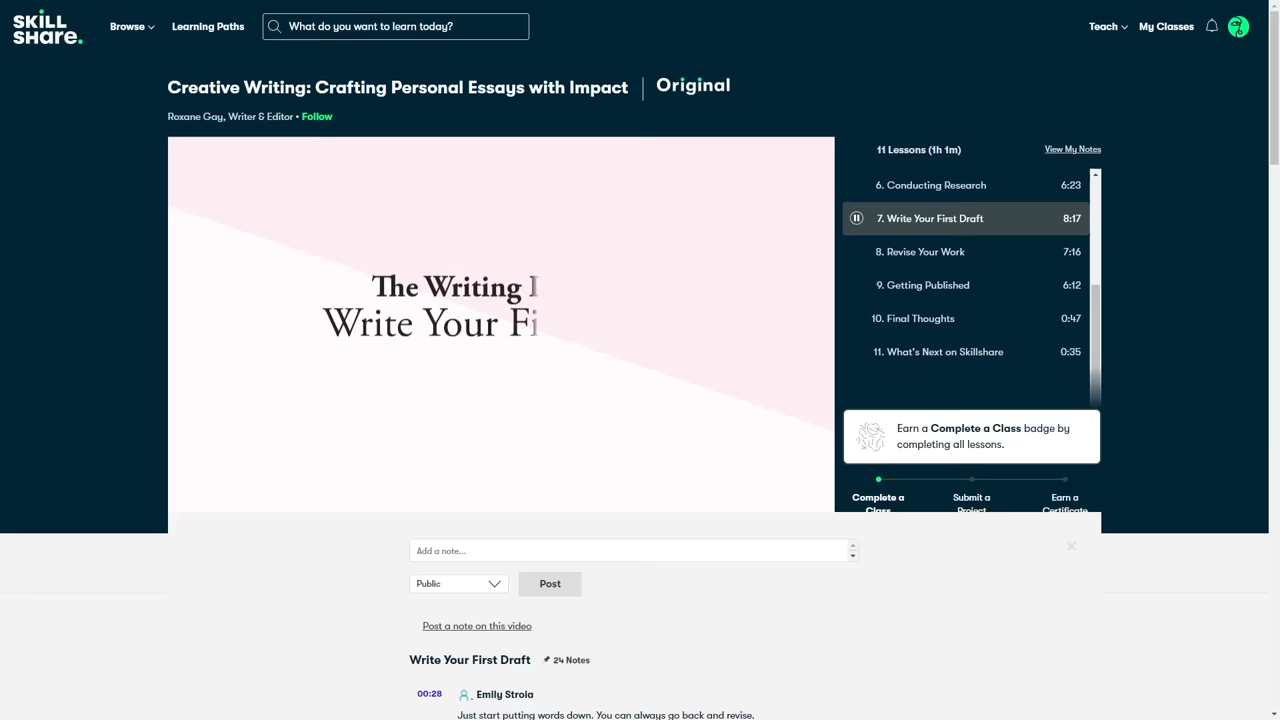 SKILL
SHARE.
Browse
Learning Paths
What do you want to learn today?
Teach
My Classes
Creative Writing: Crafting Personal Essays with Impact
Original
Roxane Gay, Writer & Editor • Follow
The Writing
Write Your Fi
11 Lessons (1h 1m)
View My Notes
6. Conducting Research 6:23
7. Write Your First Draft 8:17
8. Revise Your Work 7:16
9. Getting Published 6:12
10. Final Thoughts 0:47
11. What's Next on Skillshare 0:35
Earn a Complete a Class badge by
completing all lessons.
Complete a
Class
Submit a
Project
Earn a
Certificate
Add a note...
Public
Post
Post a note on this video
Write Your First Draft
24 Notes
00:28
Emily Stroia
Just start putting words down. You can always go back and revise.